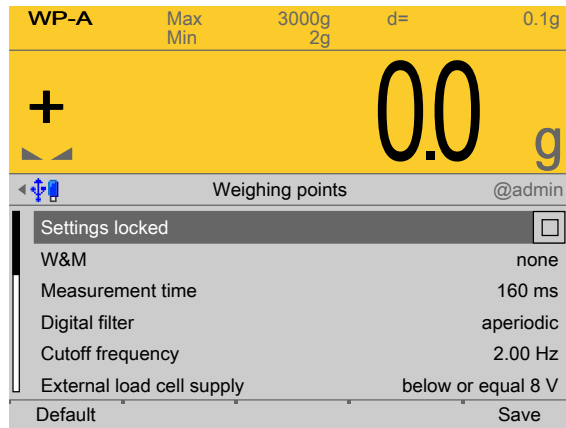 WP-A Max 3000g d= 0.1g
Min 2g
+ 0.0 g
Weighing points @admin
Settings locked
W&M none
Measurement time 160 ms
Digital filter aperiodic
Cutoff frequency 2.00 Hz
External load cell supply below or equal 8 V
Default Save